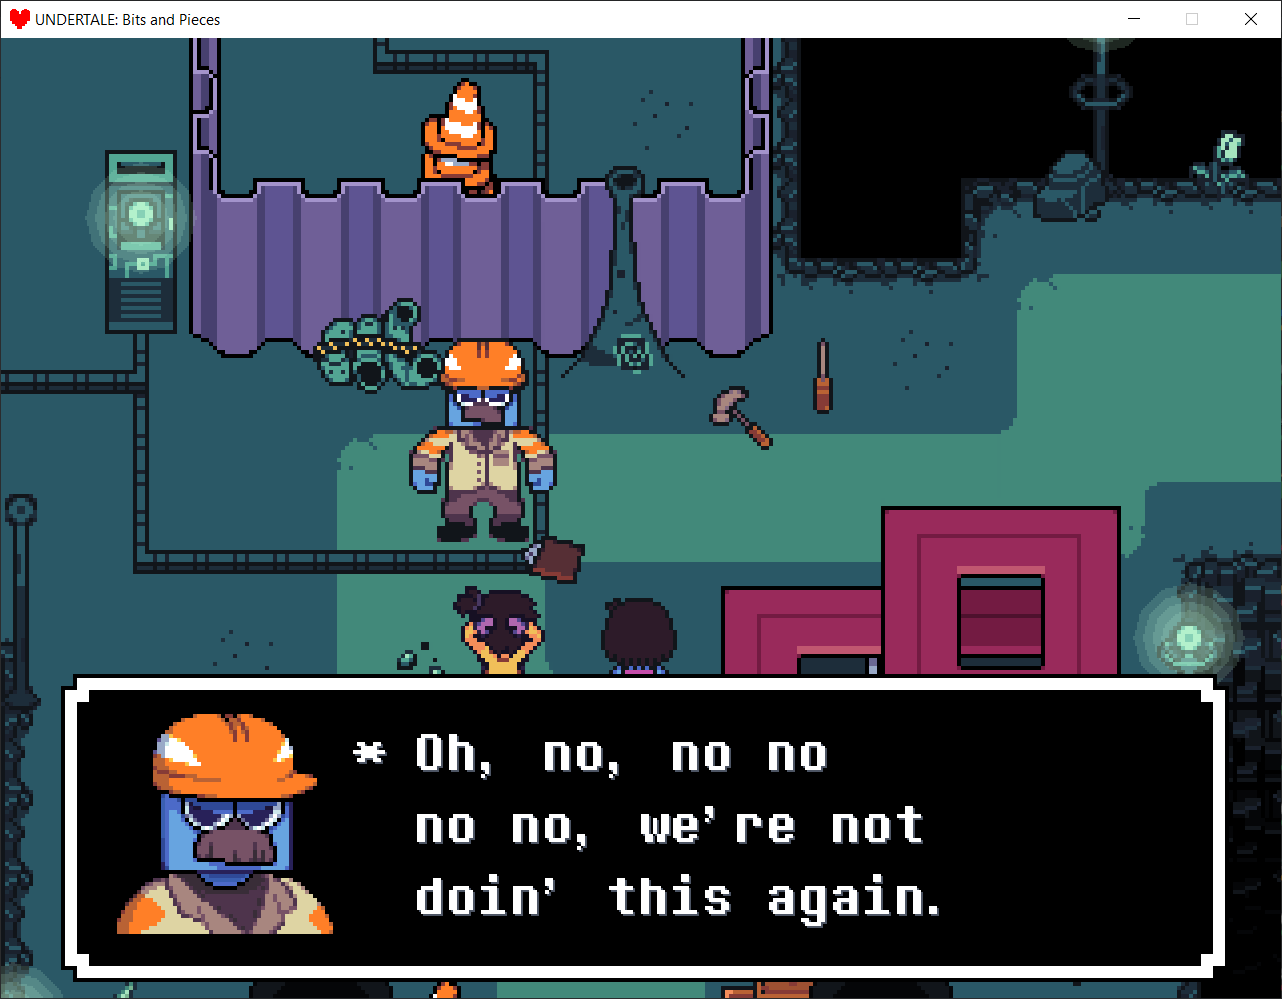 UNDERTALE: Bits and Pieces
* Oh, no, no no
no no, we're not
doin' this again.